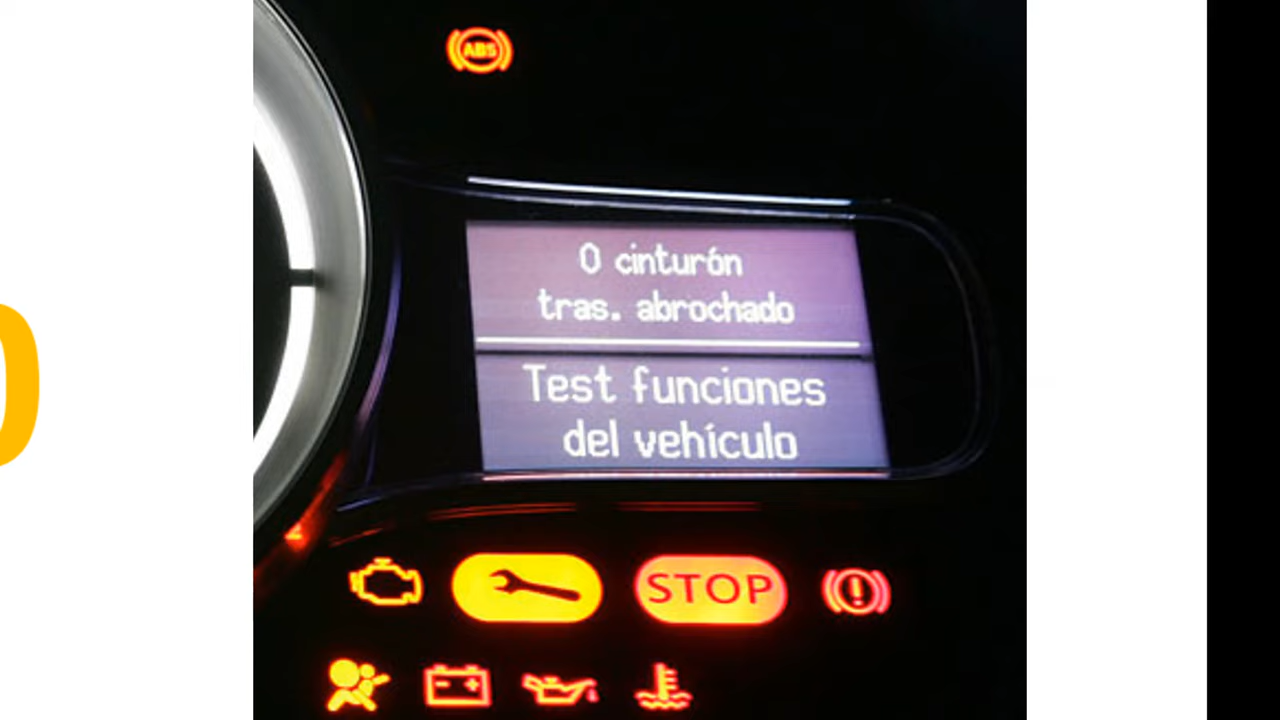 ABS
0 cinturón
tras. abrochado
Test funciones
del vehículo
STOP